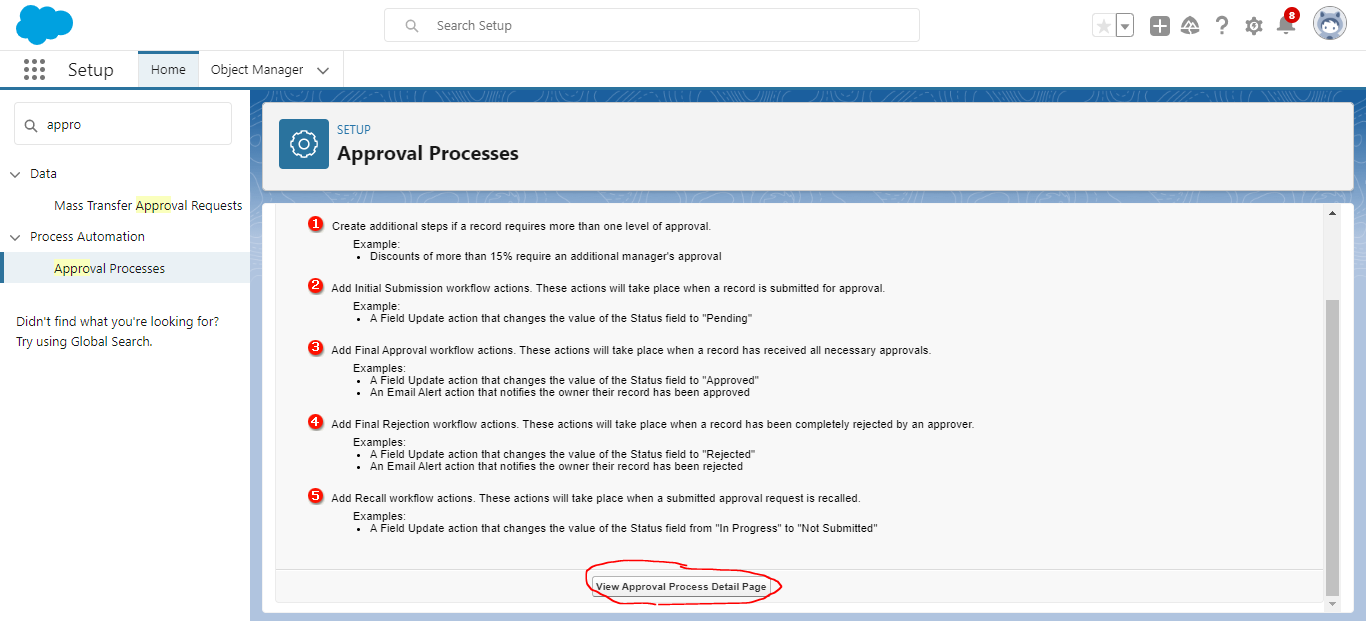 Search Setup
8
Setup
Home
Object Manager
appro
Data
Mass Transfer Approval Requests
Process Automation
Approval Processes
Didn't find what you're looking for?
Try using Global Search.
SETUP
Approval Processes
1 Create additional steps if a record requires more than one level of approval.
Example:
• Discounts of more than 15% require an additional manager's approval
2 Add Initial Submission workflow actions. These actions will take place when a record is submitted for approval.
Example:
• A Field Update action that changes the value of the Status field to "Pending"
3 Add Final Approval workflow actions. These actions will take place when a record has received all necessary approvals.
Examples:
• A Field Update action that changes the value of the Status field to "Approved"
• An Email Alert action that notifies the owner their record has been approved
4 Add Final Rejection workflow actions. These actions will take place when a record has been completely rejected by an approver.
Examples:
• A Field Update action that changes the value of the Status field to "Rejected"
• An Email Alert action that notifies the owner their record has been rejected
5 Add Recall workflow actions. These actions will take place when a submitted approval request is recalled.
Examples:
• A Field Update action that changes the value of the Status field from "In Progress" to "Not Submitted"
View Approval Process Detail Page